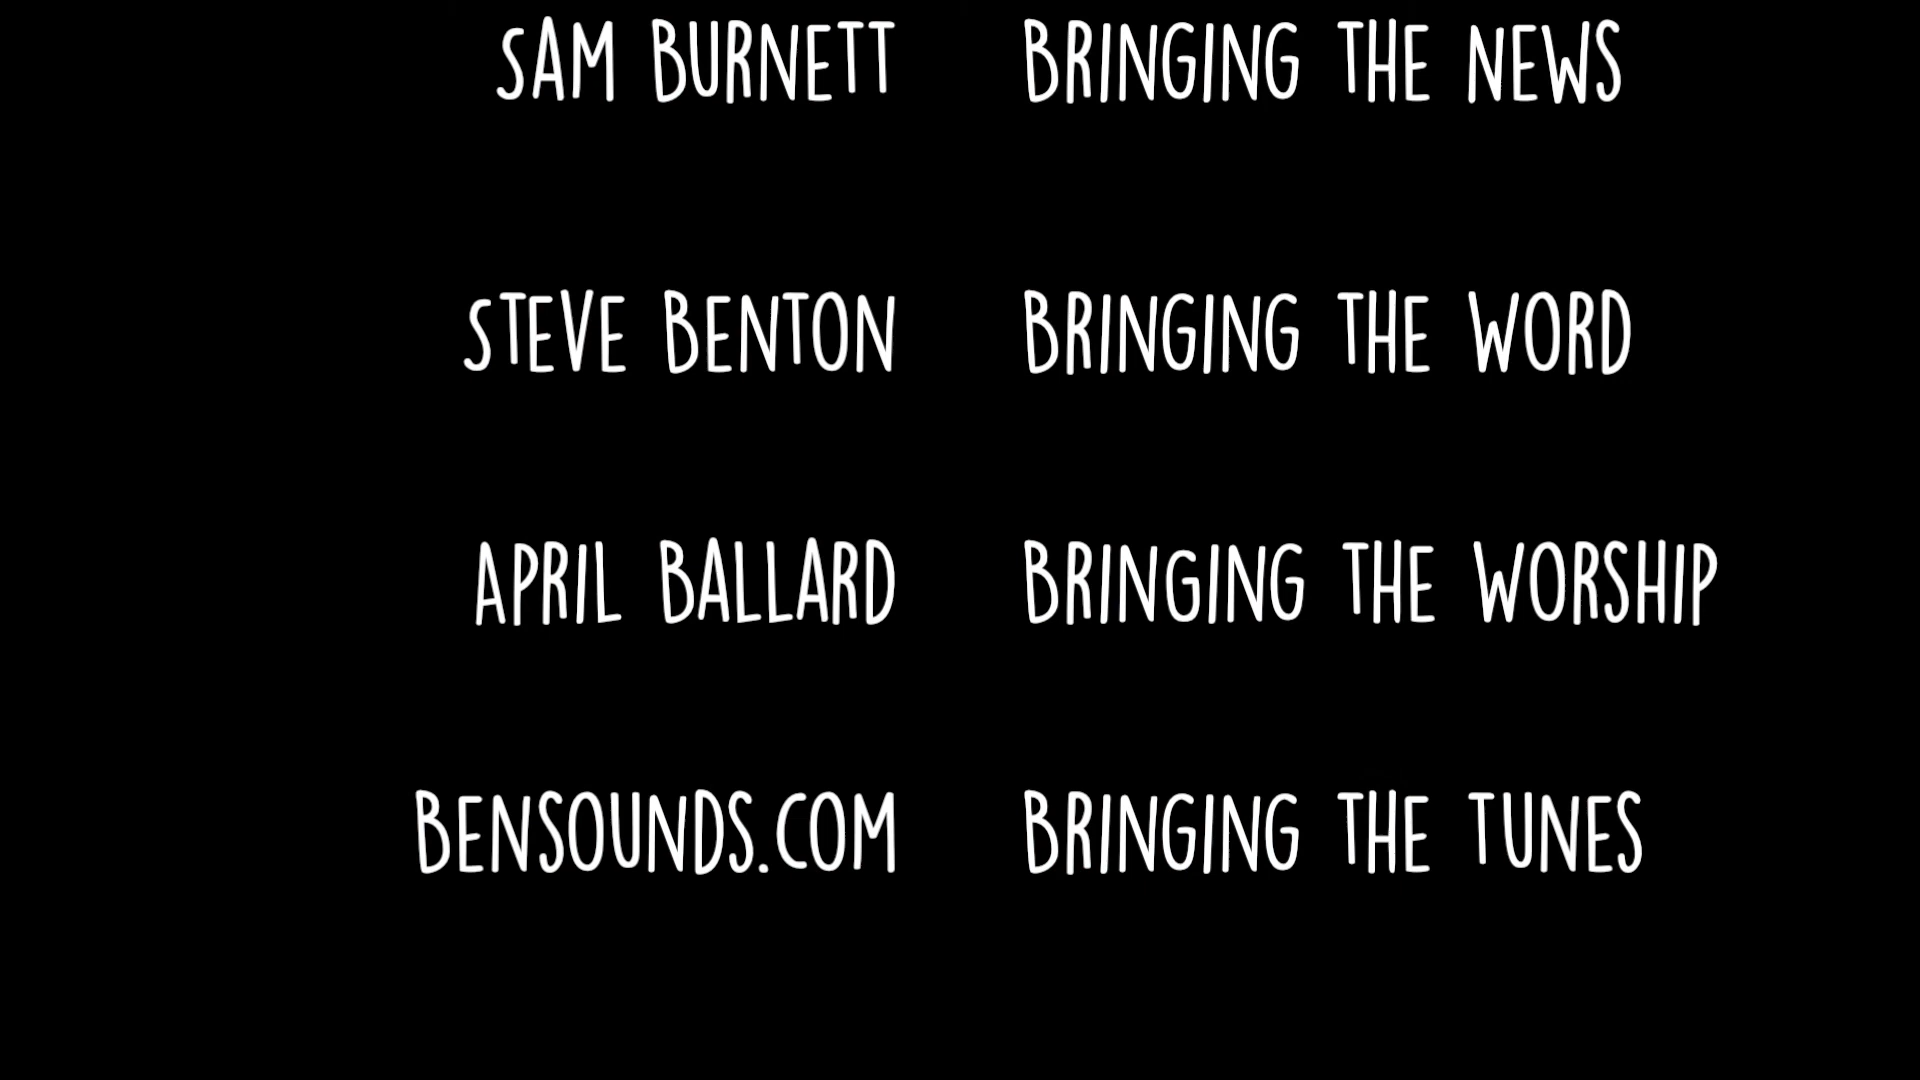 SAM BURNETT BRINGING THE NEWS
STEVE BENTON BRINGING THE WORD
APRIL BALLARD BRINGING THE WORSHIP
BENSOUNDS.COM BRINGING THE TUNES